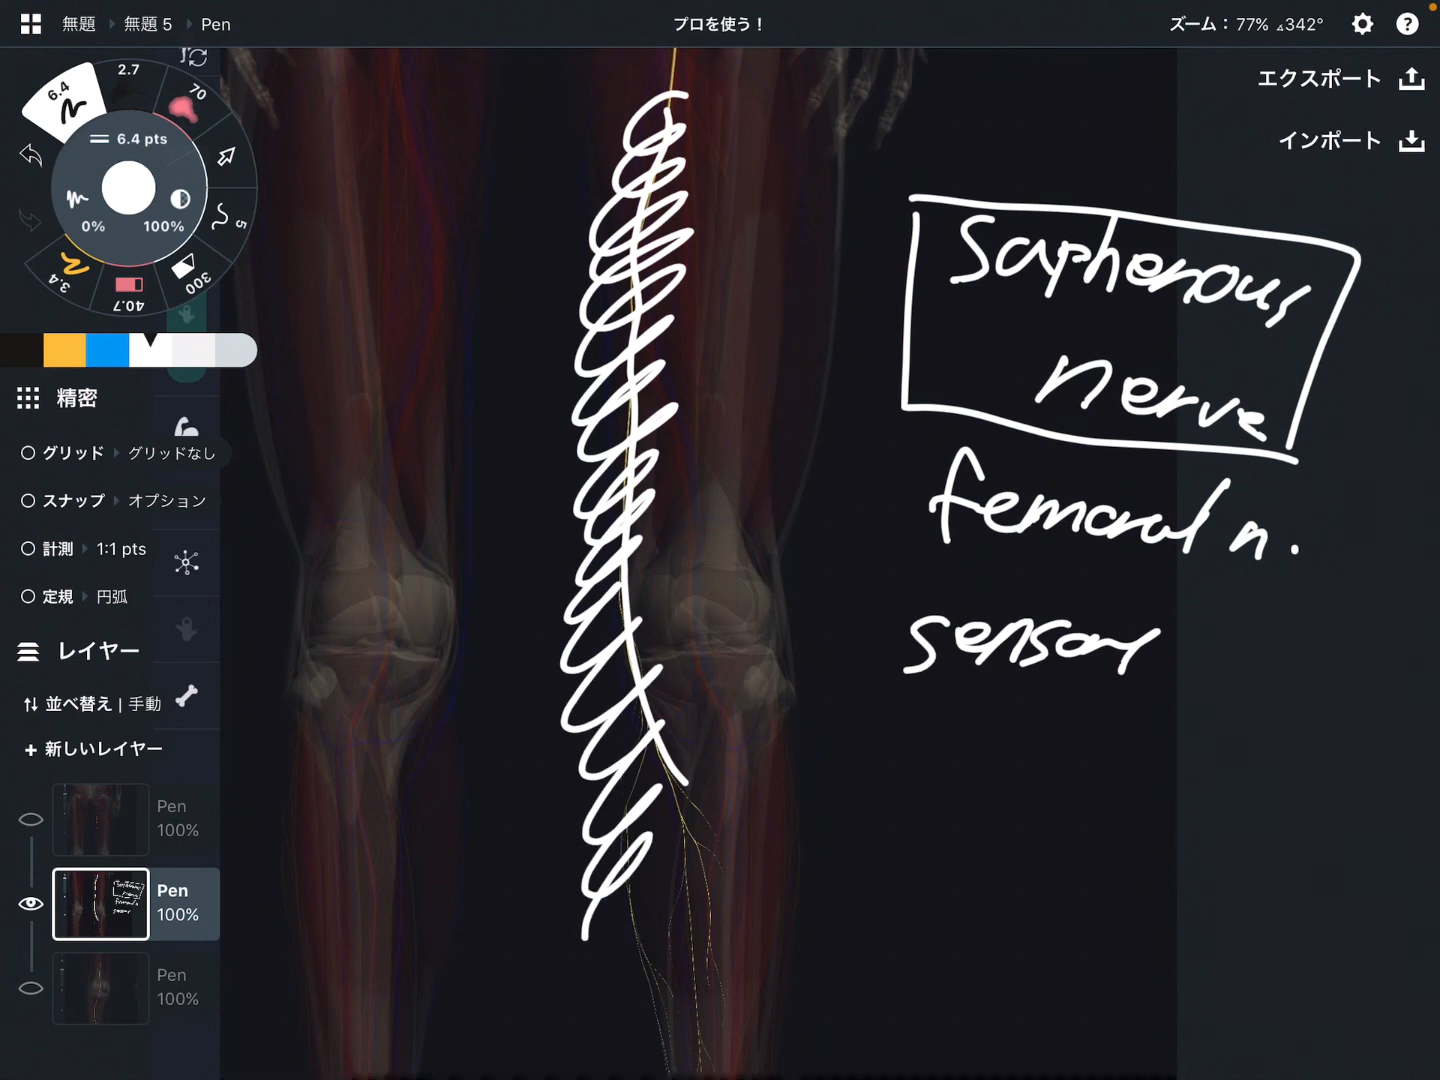 無題 無題 5 Pen
プロを使う！
ズーム： 77% ⊿342°
エクスポート
インポート
2.7
6.4
70
6.4 pts
0% 100%
5
3.4
40.7
300
精密
グリッド グリッドなし
スナップ オプション
計測 1:1 pts
定規 円弧
レイヤー
並べ替え | 手動
+ 新しいレイヤー
Pen
100%
Pen
100%
Pen
100%
Saphenous
nerve
femoral n.
sensory